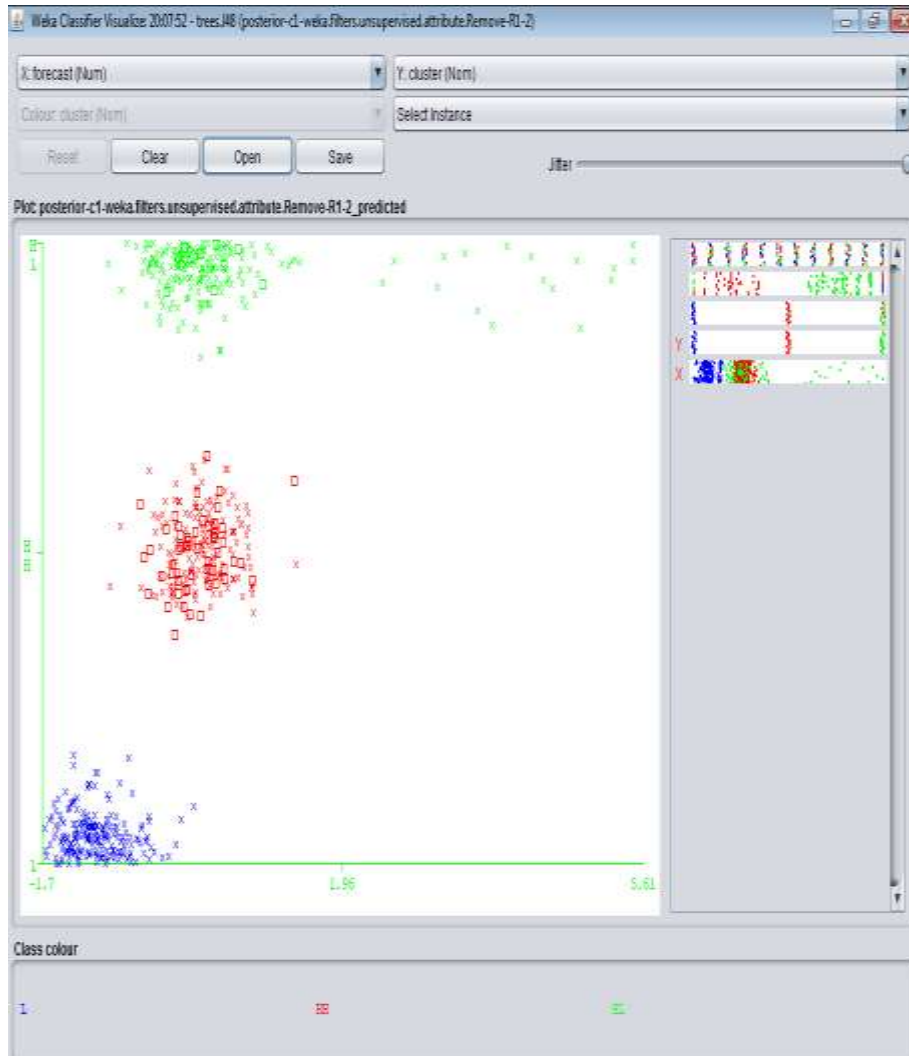 Weka Classifier Visualize: 20:07:52 - trees.J48 (posterior-c1-weka.filters.unsupervised.attribute.Remove-R1-2)
X: forecast (Num) Y: cluster (Nom)
Colour: cluster (Nom) Select Instance
Reset Clear Open Save Jitter
Plot: posterior-c1-weka.filters.unsupervised.attribute.Remove-R1-2_predicted
Y
X
-1.7 1.96 5.61
Class colour